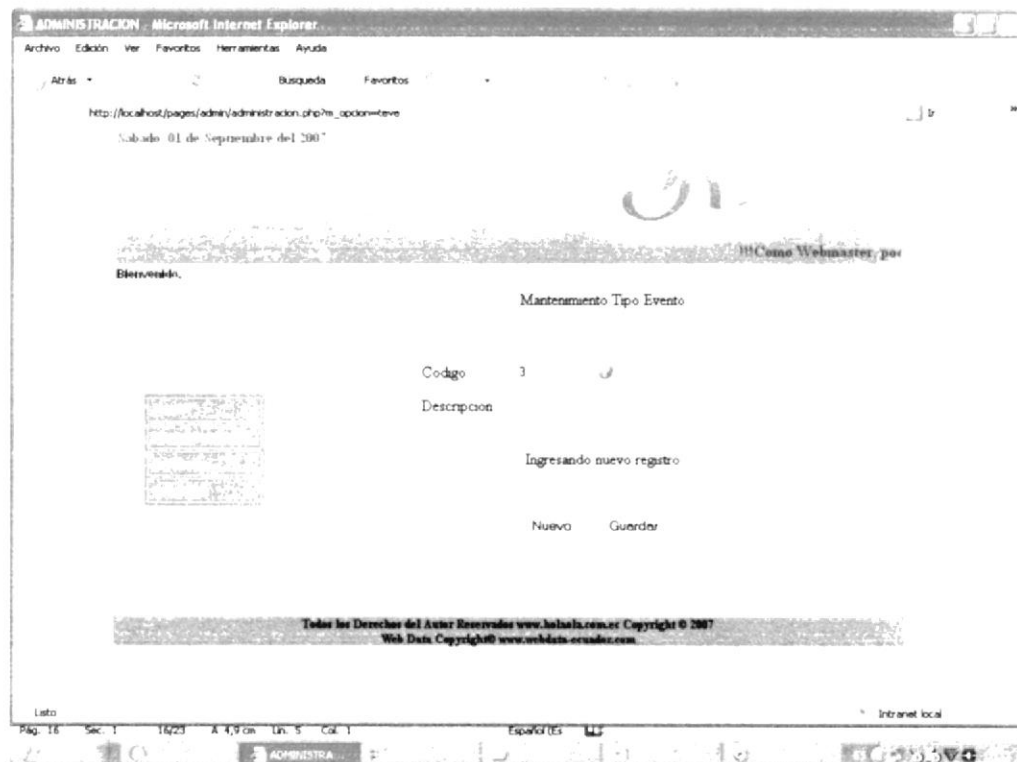 ADMINISTRACION - Microsoft Internet Explorer
Archivo Edición Ver Favoritos Herramientas Ayuda
Atrás Busqueda Favoritos
http://localhost/pages/admin/administracion.php?m_opcion=teve Ir
Sabado 01 de Septiembre del 2007
!!!Como Webmaster, pod
Bienvenido,
Mantenimiento Tipo Evento
Codigo 3
Descripcion
Ingresando nuevo registro
Nuevo Guardar
Todos los Derechos del Autor Reservados www.holaola.com.ec Copyright © 2007
Web Data Copyright© www.webdata-ecuador.com
Listo Intranet local
Pág. 16 Sec. 1 16/23 A 4,9 cm Lín. 5 Col. 1 Español (Es
ADMINISTRA